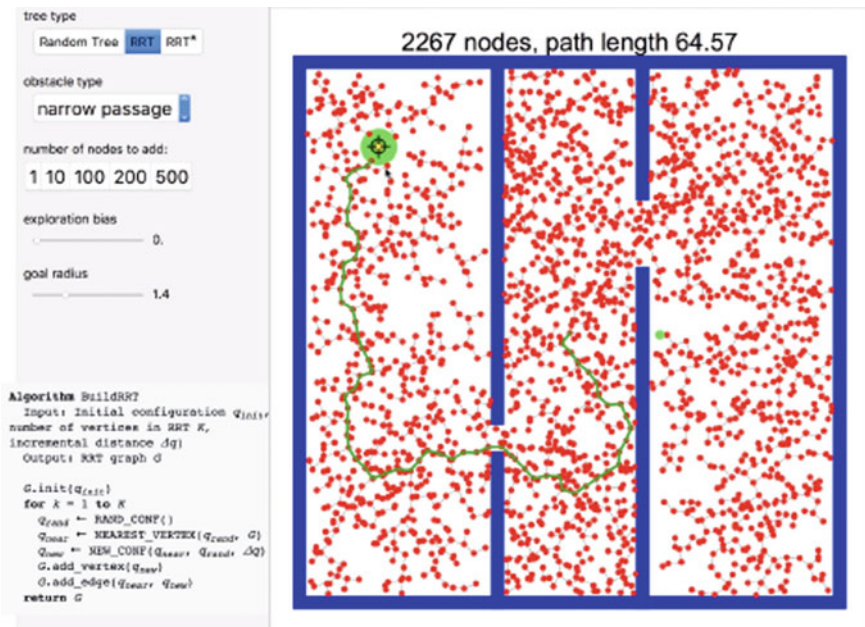 tree type
Random Tree RRT RRT*
obstacle type
narrow passage
number of nodes to add:
1 10 100 200 500
exploration bias
0.
goal radius
1.4
2267 nodes, path length 64.57
Algorithm BuildRRT
Input: Initial configuration q_init,
number of vertices in RRT K,
incremental distance Δq)
Output: RRT graph G
G.init(q_init)
for k = 1 to K
q_rand ← RAND_CONF()
q_near ← NEAREST_VERTEX(q_rand, G)
q_new ← NEW_CONF(q_near, q_rand, Δq)
G.add_vertex(q_new)
G.add_edge(q_near, q_new)
return G